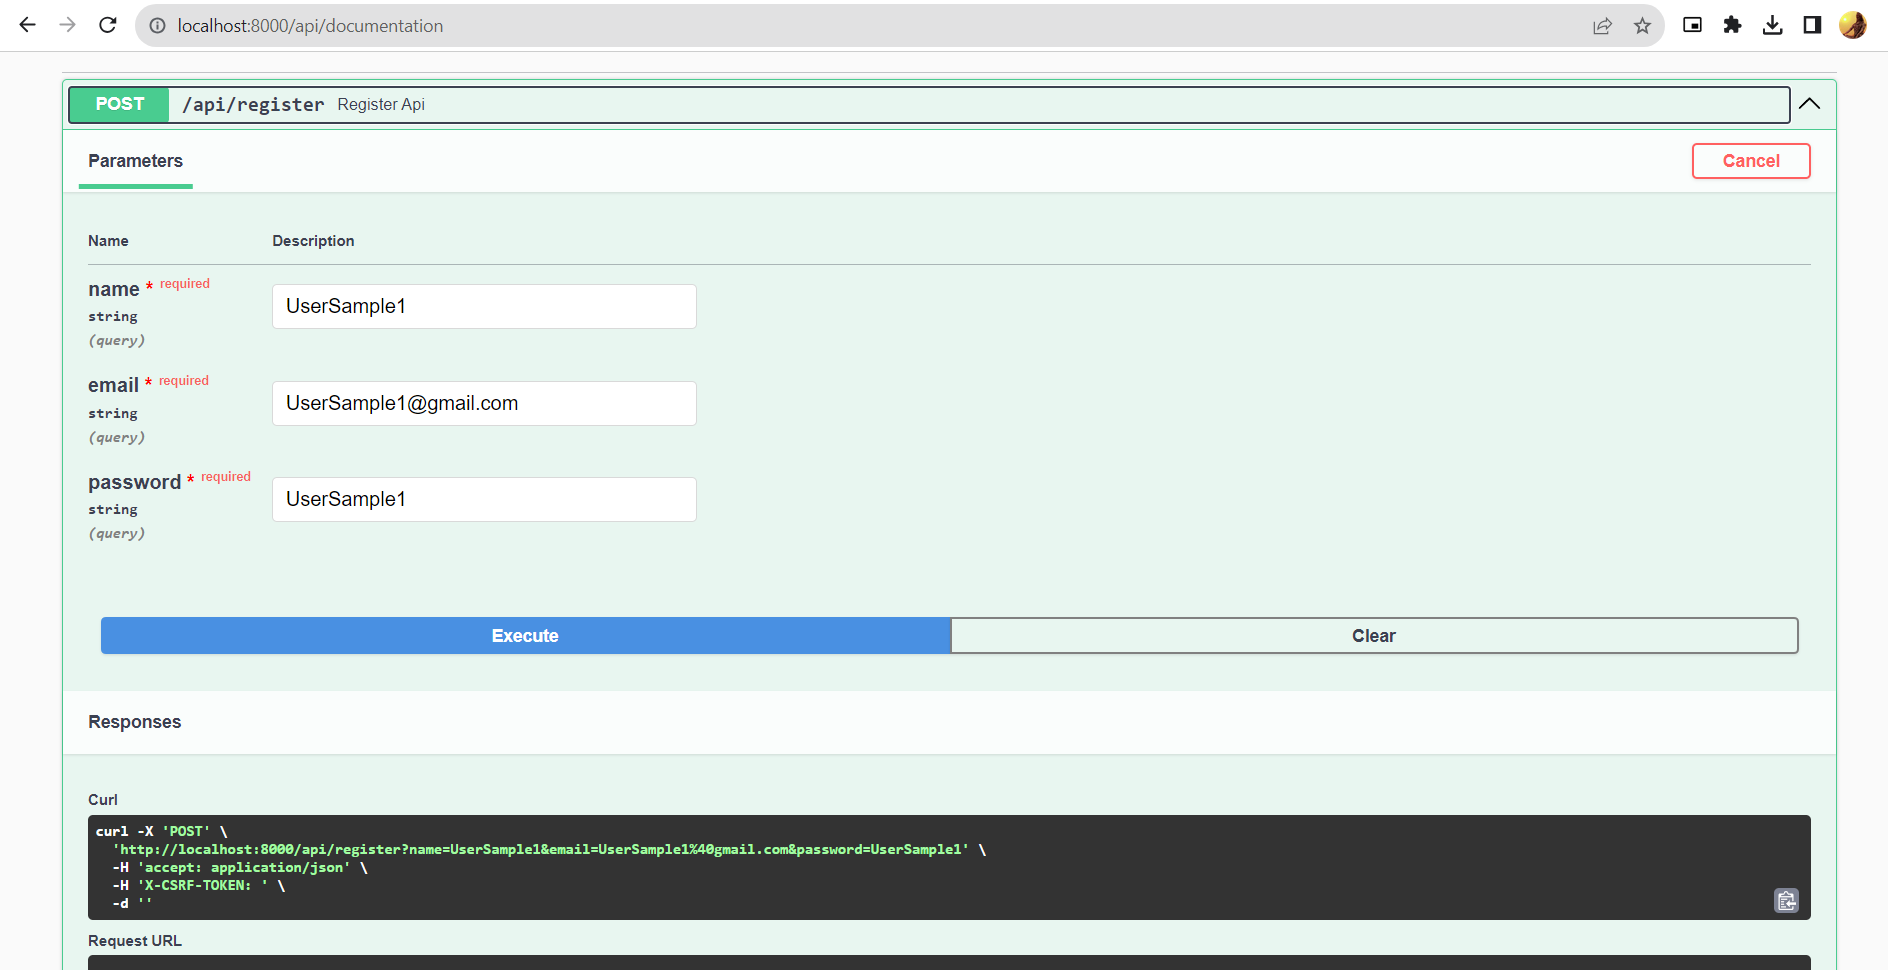 localhost:8000/api/documentation
POST /api/register Register Api
Parameters Cancel
Name Description
name * required
string
(query)
UserSample1
email * required
string
(query)
UserSample1@gmail.com
password * required
string
(query)
UserSample1
Execute Clear
Responses
Curl
curl -X 'POST' \
'http://localhost:8000/api/register?name=UserSample1&email=UserSample1%40gmail.com&password=UserSample1' \
-H 'accept: application/json' \
-H 'X-CSRF-TOKEN: ' \
-d ''
Request URL